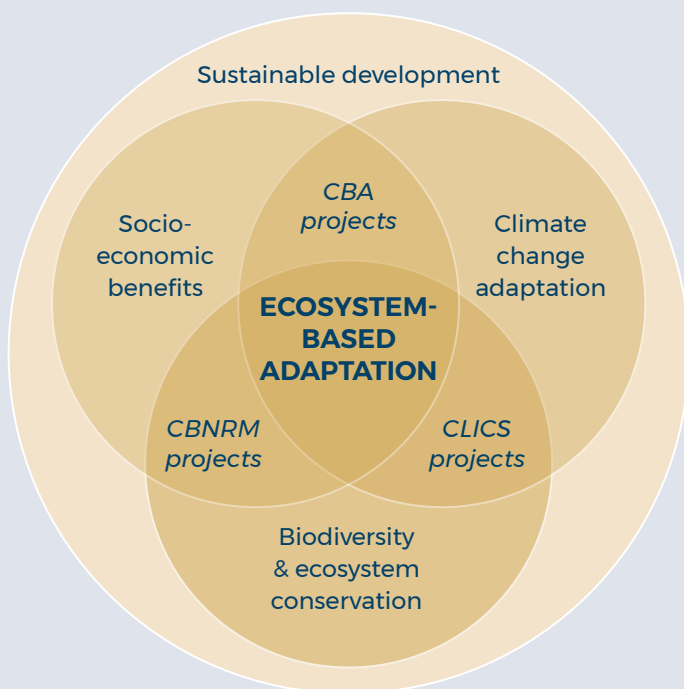 Sustainable development
CBA
projects
Socio-
economic
benefits
Climate
change
adaptation
ECOSYSTEM-
BASED
ADAPTATION
CBNRM
projects
CLICS
projects
Biodiversity
& ecosystem
conservation